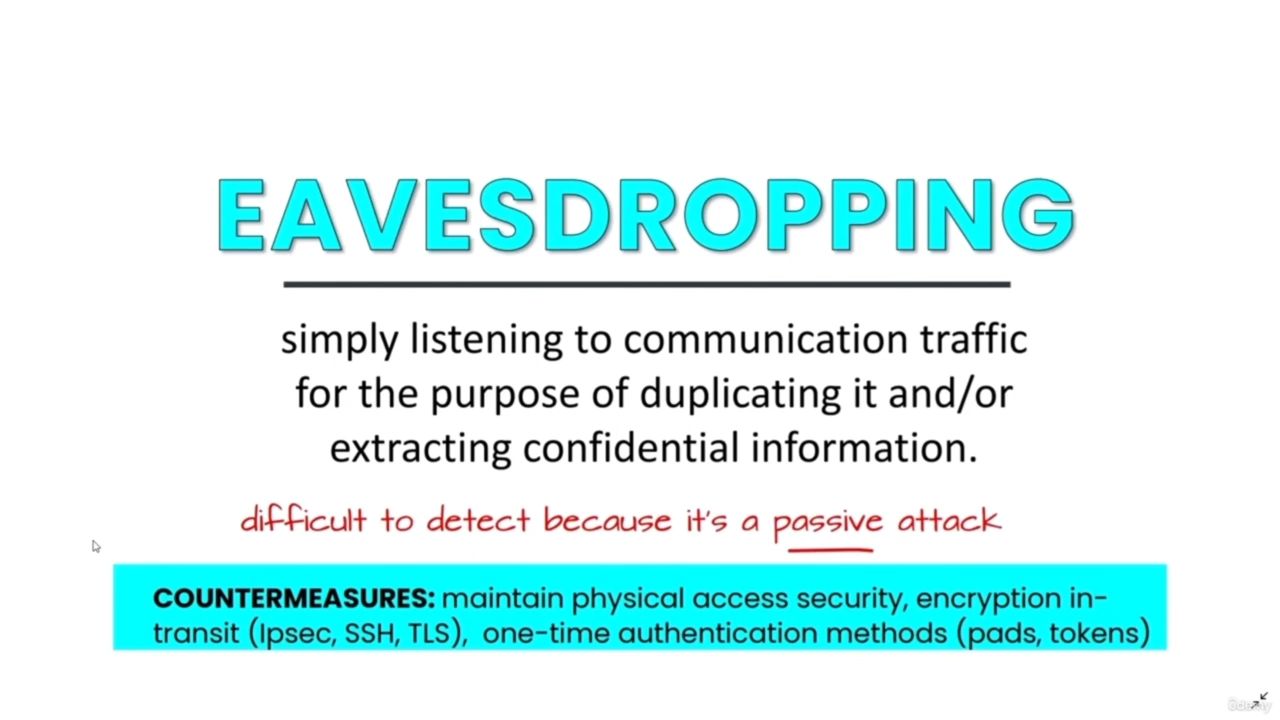 EAVESDROPPING
simply listening to communication traffic
for the purpose of duplicating it and/or
extracting confidential information.
difficult to detect because it's a passive attack
COUNTERMEASURES: maintain physical access security, encryption in-
transit (Ipsec, SSH, TLS), one-time authentication methods (pads, tokens)
ûdemy